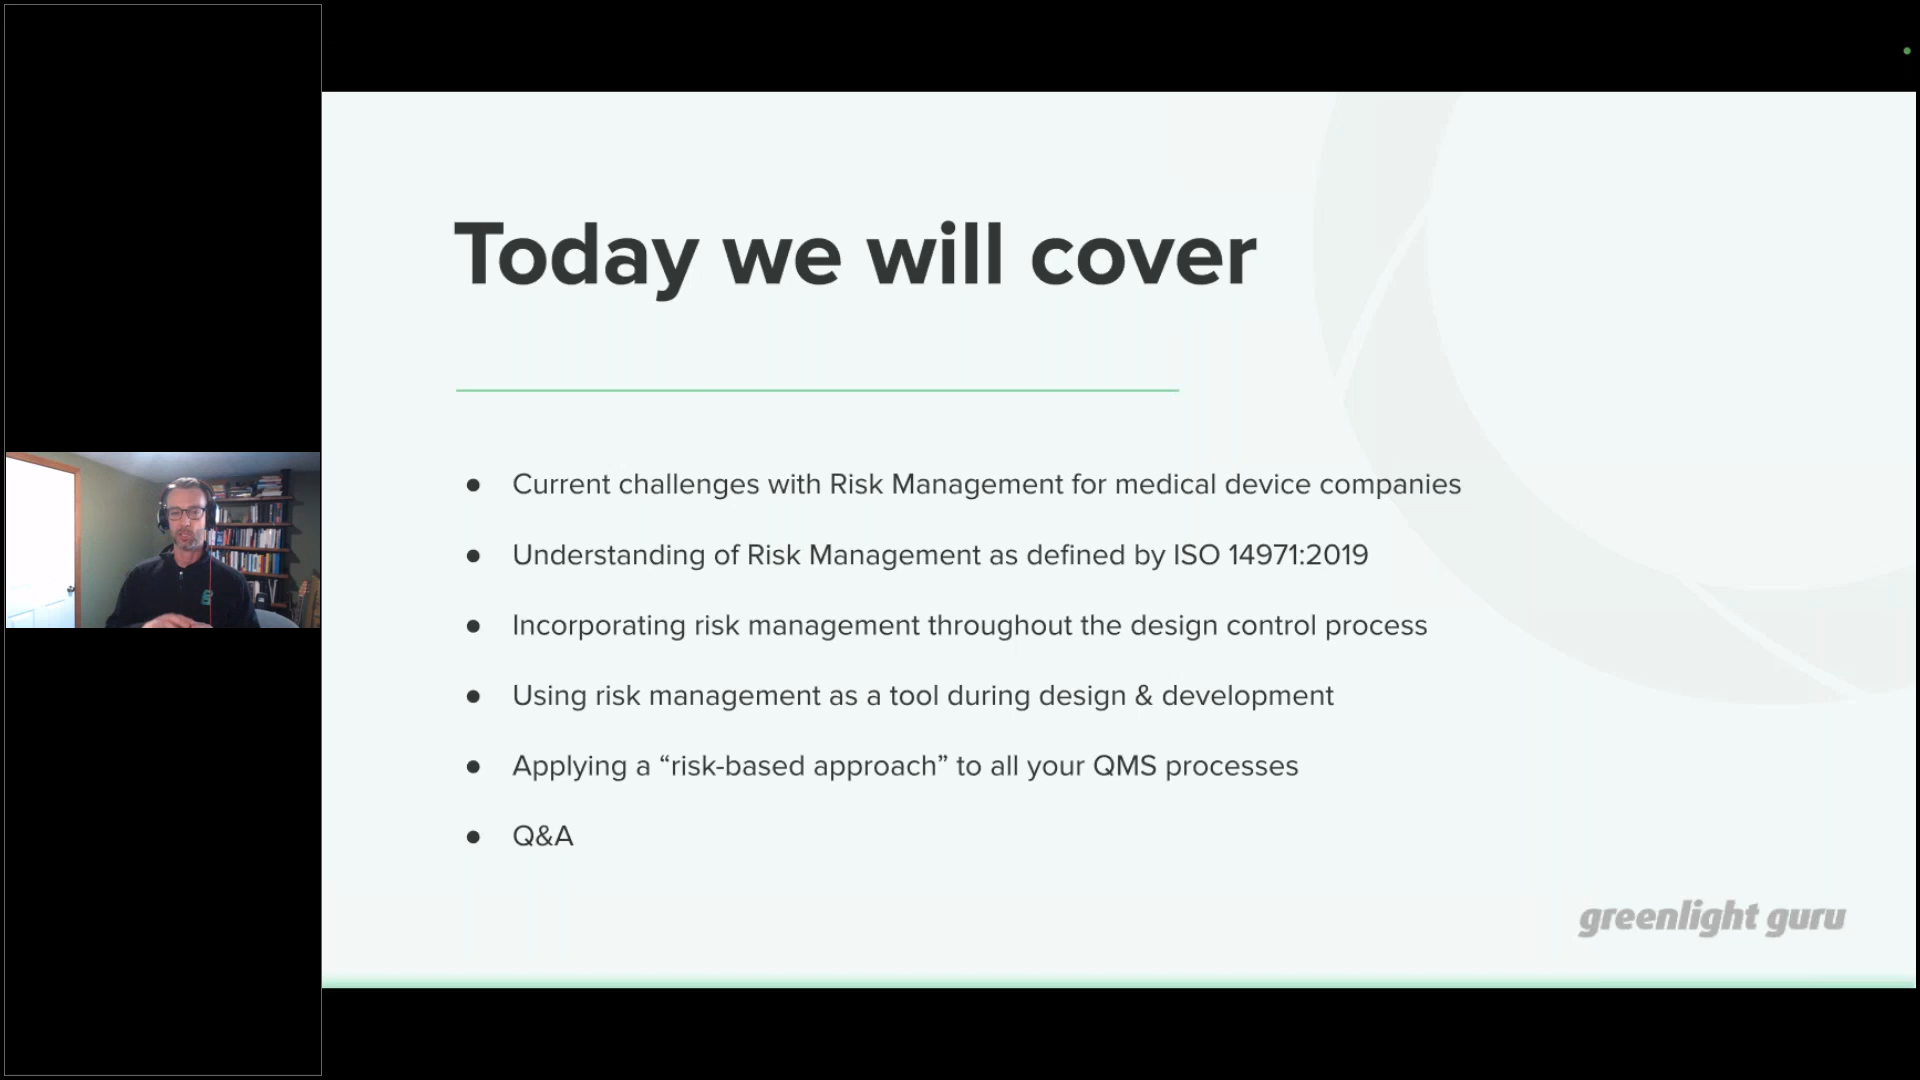 Today we will cover
● Current challenges with Risk Management for medical device companies
● Understanding of Risk Management as defined by ISO 14971:2019
● Incorporating risk management throughout the design control process
● Using risk management as a tool during design & development
● Applying a “risk-based approach” to all your QMS processes
● Q&A
greenlight guru